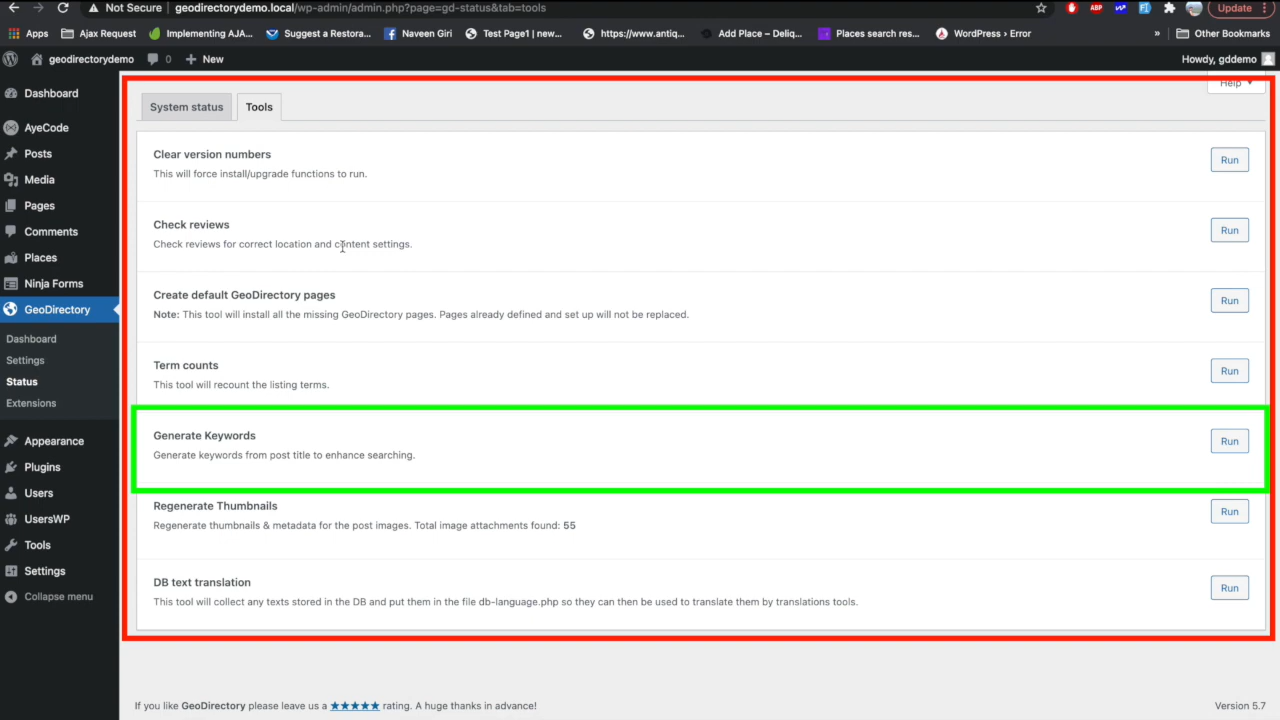 Not Secure geodirectorydemo.local/wp-admin/admin.php?page=gd-status&tab=tools ABP Update
Apps Ajax Request Implementing AJA... Suggest a Restora... Naveen Giri Test Page1 | new... https://www.antiq... Add Place – Deliq... Places search res... WordPress › Error » Other Bookmarks
geodirectorydemo 0 New Howdy, gddemo
Help
Dashboard
AyeCode
Posts
Media
Pages
Comments
Places
Ninja Forms
GeoDirectory
Dashboard
Settings
Status
Extensions
Appearance
Plugins
Users
UsersWP
Tools
Settings
Collapse menu
System status Tools
Clear version numbers
This will force install/upgrade functions to run.
Run
Check reviews
Check reviews for correct location and content settings.
Run
Create default GeoDirectory pages
Note: This tool will install all the missing GeoDirectory pages. Pages already defined and set up will not be replaced.
Run
Term counts
This tool will recount the listing terms.
Run
Generate Keywords
Generate keywords from post title to enhance searching.
Run
Regenerate Thumbnails
Regenerate thumbnails & metadata for the post images. Total image attachments found: 55
Run
DB text translation
This tool will collect any texts stored in the DB and put them in the file db-language.php so they can then be used to translate them by translations tools.
Run
If you like GeoDirectory please leave us a ★★★★★ rating. A huge thanks in advance! Version 5.7